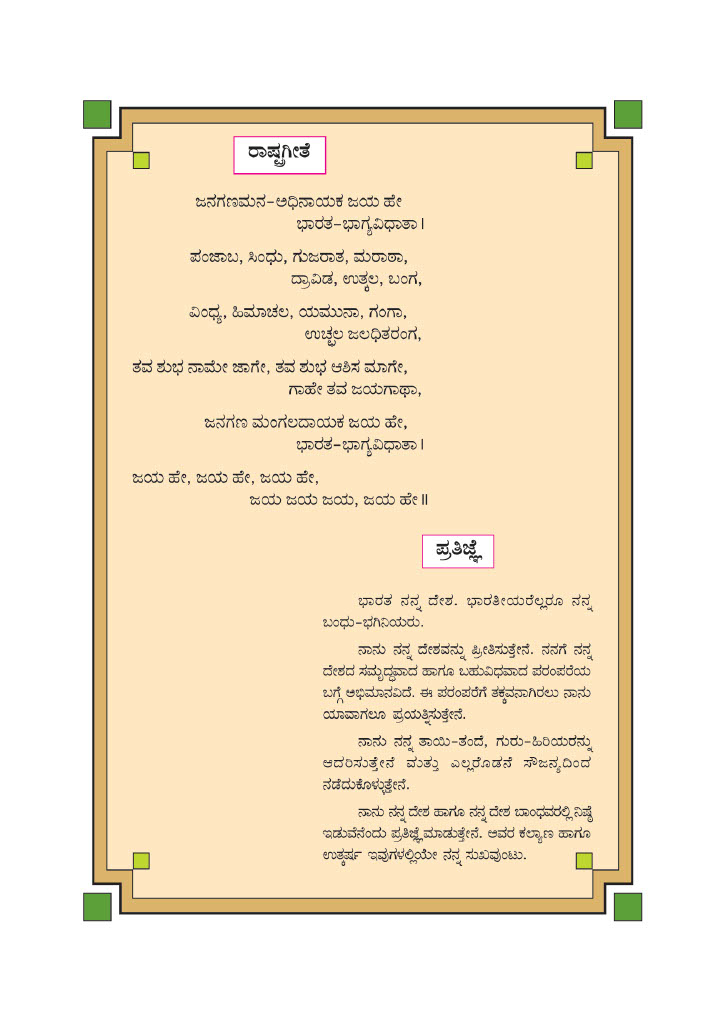 ರಾಷ್ಟ್ರಗೀತೆ
ಜನಗಣಮನ-ಅಧಿನಾಯಕ ಜಯ ಹೇ
ಭಾರತ-ಭಾಗ್ಯವಿಧಾತಾ।
ಪಂಜಾಬ, ಸಿಂಧು, ಗುಜರಾತ, ಮರಾಠಾ,
ದ್ರಾವಿಡ, ಉತ್ಕಲ, ಬಂಗ,
ವಿಂಧ್ಯ, ಹಿಮಾಚಲ, ಯಮುನಾ, ಗಂಗಾ,
ಉಚ್ಛಲ ಜಲಧಿತರಂಗ,
ತವ ಶುಭ ನಾಮೇ ಜಾಗೇ, ತವ ಶುಭ ಆಶಿಸ ಮಾಗೇ,
ಗಾಹೇ ತವ ಜಯಗಾಥಾ,
ಜನಗಣ ಮಂಗಲದಾಯಕ ಜಯ ಹೇ,
ಭಾರತ-ಭಾಗ್ಯವಿಧಾತಾ।
ಜಯ ಹೇ, ಜಯ ಹೇ, ಜಯ ಹೇ,
ಜಯ ಜಯ ಜಯ, ಜಯ ಹೇ॥
ಪ್ರತಿಜ್ಞೆ
ಭಾರತ ನನ್ನ ದೇಶ. ಭಾರತೀಯರೆಲ್ಲರೂ ನನ್ನ
ಬಂಧು-ಭಗಿನಿಯರು.
ನಾನು ನನ್ನ ದೇಶವನ್ನು ಪ್ರೀತಿಸುತ್ತೇನೆ. ನನಗೆ ನನ್ನ
ದೇಶದ ಸಮೃದ್ಧವಾದ ಹಾಗೂ ಬಹುವಿಧವಾದ ಪರಂಪರೆಯ
ಬಗ್ಗೆ ಅಭಿಮಾನವಿದೆ. ಈ ಪರಂಪರೆಗೆ ತಕ್ಕವನಾಗಿರಲು ನಾನು
ಯಾವಾಗಲೂ ಪ್ರಯತ್ನಿಸುತ್ತೇನೆ.
ನಾನು ನನ್ನ ತಾಯಿ-ತಂದೆ, ಗುರು-ಹಿರಿಯರನ್ನು
ಆದರಿಸುತ್ತೇನೆ ಮತ್ತು ಎಲ್ಲರೊಡನೆ ಸೌಜನ್ಯದಿಂದ
ನಡೆದುಕೊಳ್ಳುತ್ತೇನೆ.
ನಾನು ನನ್ನ ದೇಶ ಹಾಗೂ ನನ್ನ ದೇಶ ಬಾಂಧವರಲ್ಲಿ ನಿಷ್ಠೆ
ಇಡುವೆನೆಂದು ಪ್ರತಿಜ್ಞೆ ಮಾಡುತ್ತೇನೆ. ಅವರ ಕಲ್ಯಾಣ ಹಾಗೂ
ಉತ್ಕರ್ಷ ಇವುಗಳಲ್ಲಿಯೇ ನನ್ನ ಸುಖವುಂಟು.